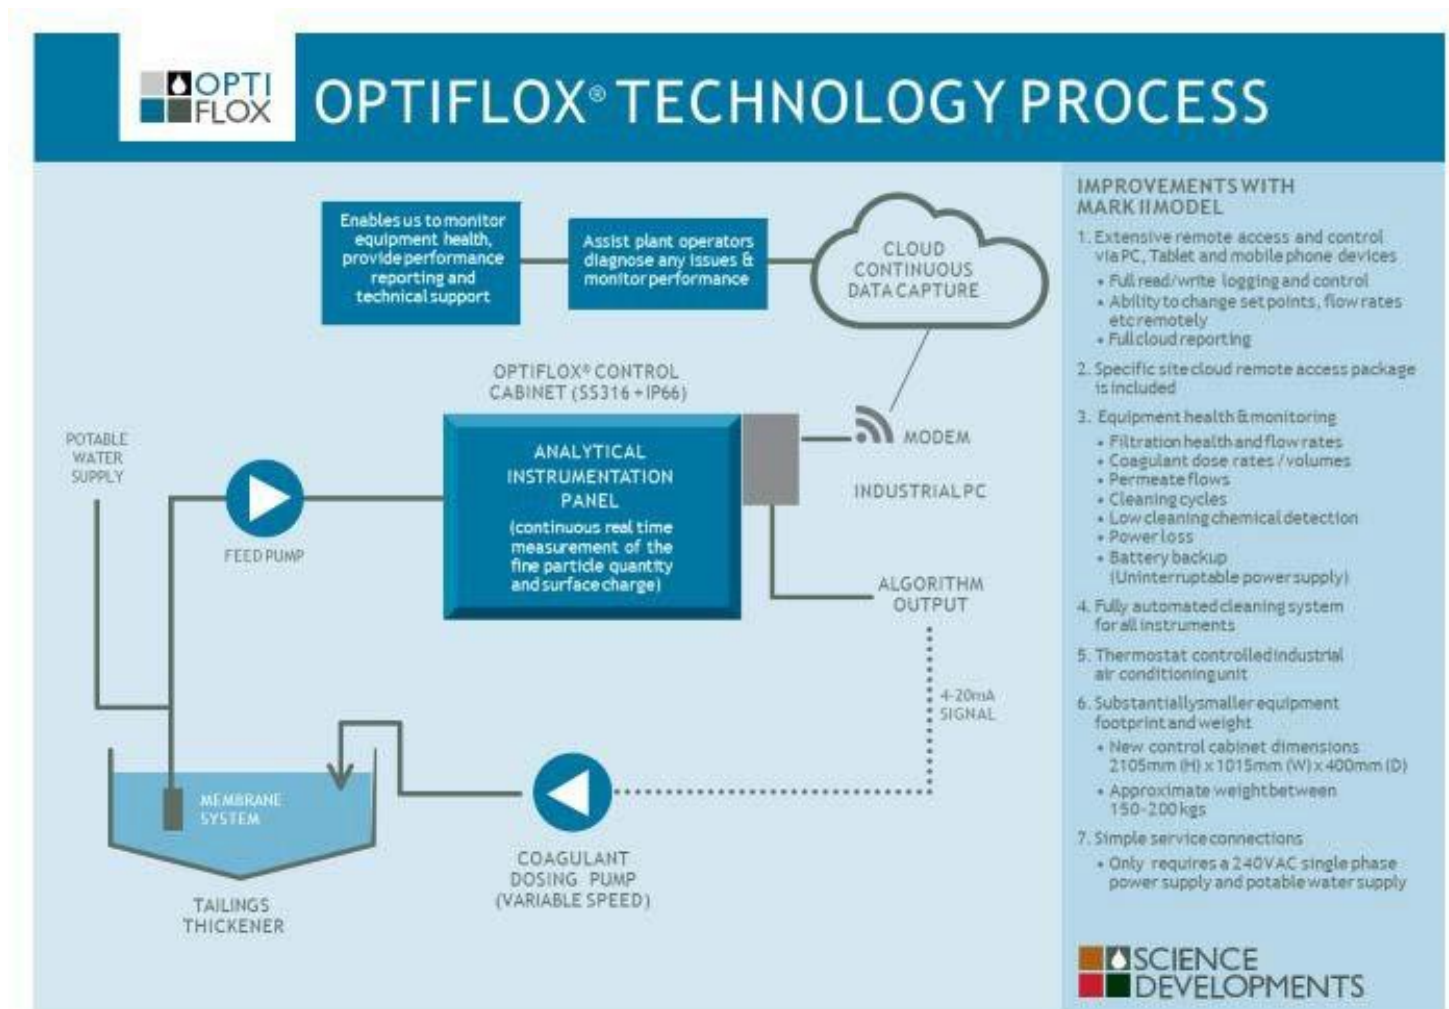 OPTI
FLOX
OPTIFLOX® TECHNOLOGY PROCESS
Enables us to monitor
equipment health,
provide performance
reporting and
technical support
Assist plant operators
diagnose any issues &
monitor performance
CLOUD
CONTINUOUS
DATA CAPTURE
OPTIFLOX® CONTROL
CABINET (SS316 + IP66)
POTABLE
WATER
SUPPLY
FEED PUMP
ANALYTICAL
INSTRUMENTATION
PANEL
(continuous real time
measurement of the
fine particle quantity
and surface charge)
MODEM
INDUSTRIAL PC
ALGORITHM
OUTPUT
4-20mA
SIGNAL
MEMBRANE
SYSTEM
TAILINGS
THICKENER
COAGULANT
DOSING PUMP
(VARIABLE SPEED)
IMPROVEMENTS WITH
MARK II MODEL
1. Extensive remote access and control
via PC, Tablet and mobile phone devices
• Full read/write logging and control
• Ability to change set points, flow rates
etc remotely
• Full cloud reporting
2. Specific site cloud remote access package
is included
3. Equipment health & monitoring
• Filtration health and flow rates
• Coagulant dose rates / volumes
• Permeate flows
• Cleaning cycles
• Low cleaning chemical detection
• Power loss
• Battery backup
(Uninterruptable power supply)
4. Fully automated cleaning system
for all instruments
5. Thermostat controlled industrial
air conditioning unit
6. Substantially smaller equipment
footprint and weight
• New control cabinet dimensions
2105mm (H) x 1015mm (W) x 400mm (D)
• Approximate weight between
150-200 kgs
7. Simple service connections
• Only requires a 240VAC single phase
power supply and potable water supply
SCIENCE
DEVELOPMENTS